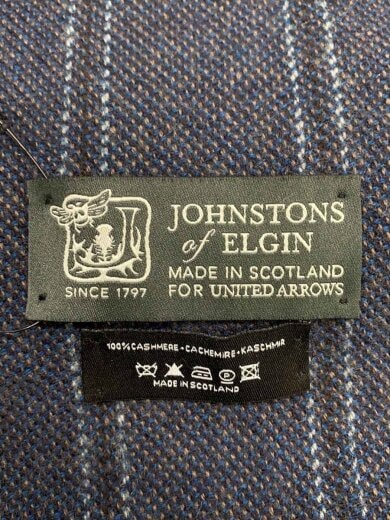 JOHNSTONS
of ELGIN
MADE IN SCOTLAND
FOR UNITED ARROWS
SINCE 1797
100% CASHMERE - CACHEMIRE - KASCHMIR
MADE IN SCOTLAND